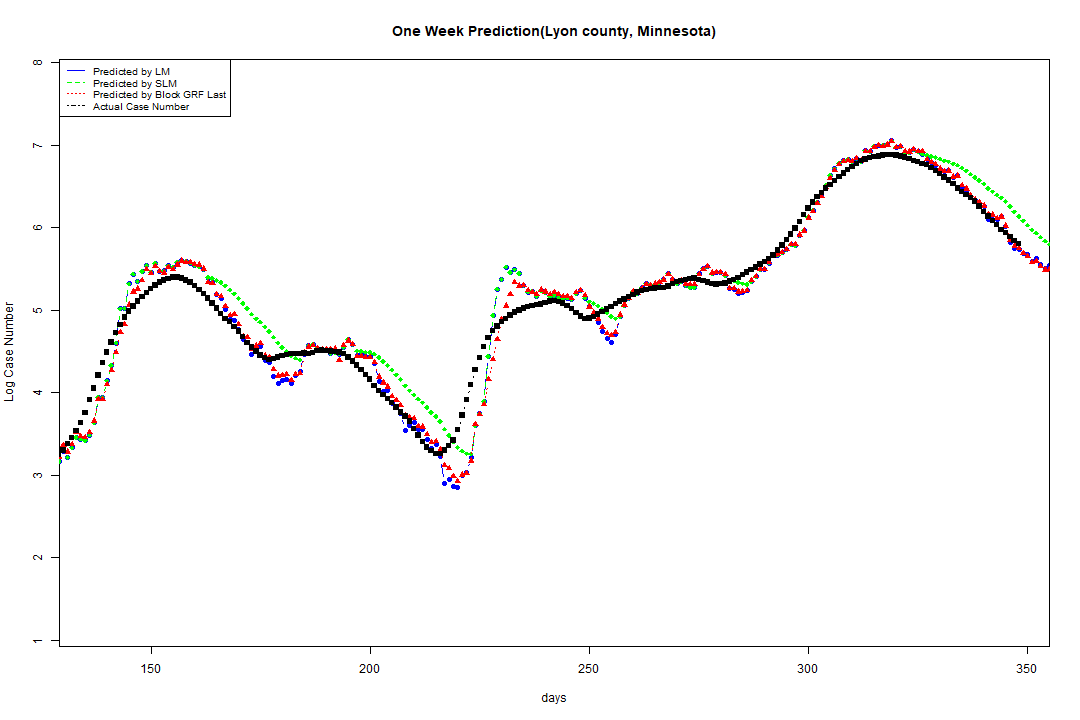 One Week Prediction(Lyon county, Minnesota)
Predicted by LM
Predicted by SLM
Predicted by Block GRF Last
Actual Case Number
8
7
6
5
4
3
2
1
Log Case Number
150 200 250 300 350
days